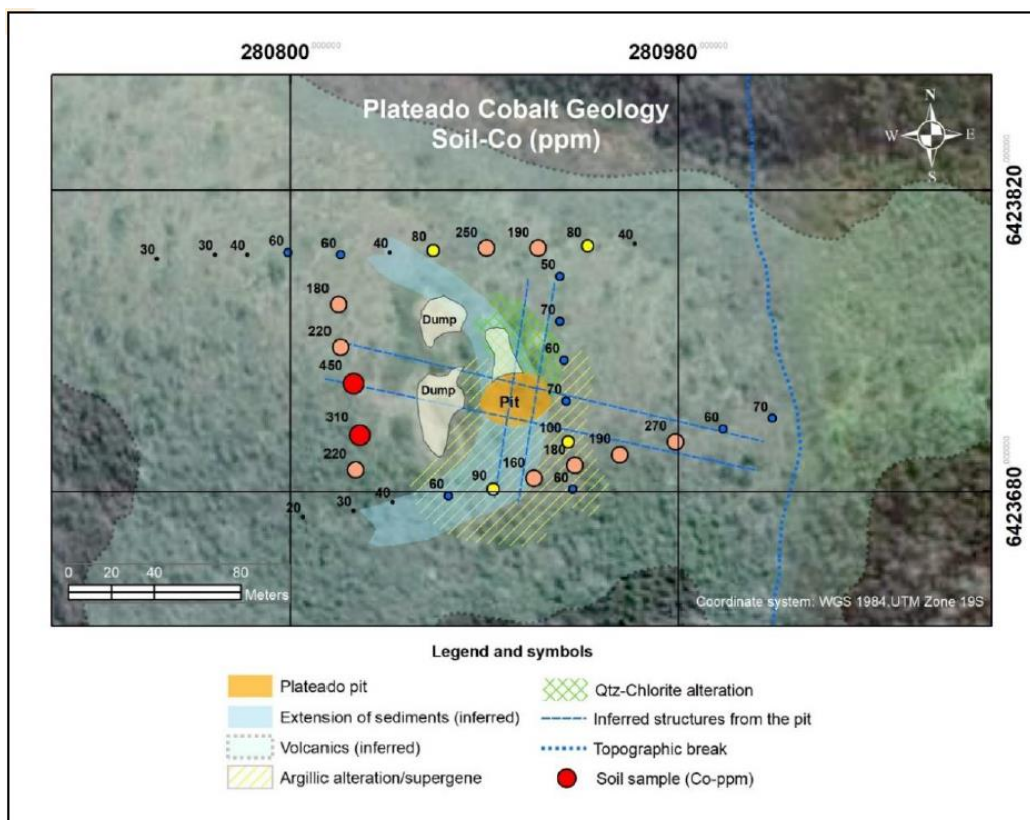 280800.000000
280980.000000
Plateado Cobalt Geology
Soil-Co (ppm)
N
W E
S
6423820.000000
30
30
40
60
60
40
80
250
190
80
40
50
180
70
220
Dump
60
450
Dump
Pit
70
70
60
310
100
270
190
180
220
160
90
60
60
40
30
20
6423680.000000
0 20 40 80
Meters
Coordinate system: WGS 1984.UTM Zone 19S
Legend and symbols
Plateado pit
Qtz-Chlorite alteration
Extension of sediments (inferred)
Inferred structures from the pit
Volcanics (inferred)
Topographic break
Argillic alteration/supergene
Soil sample (Co-ppm)